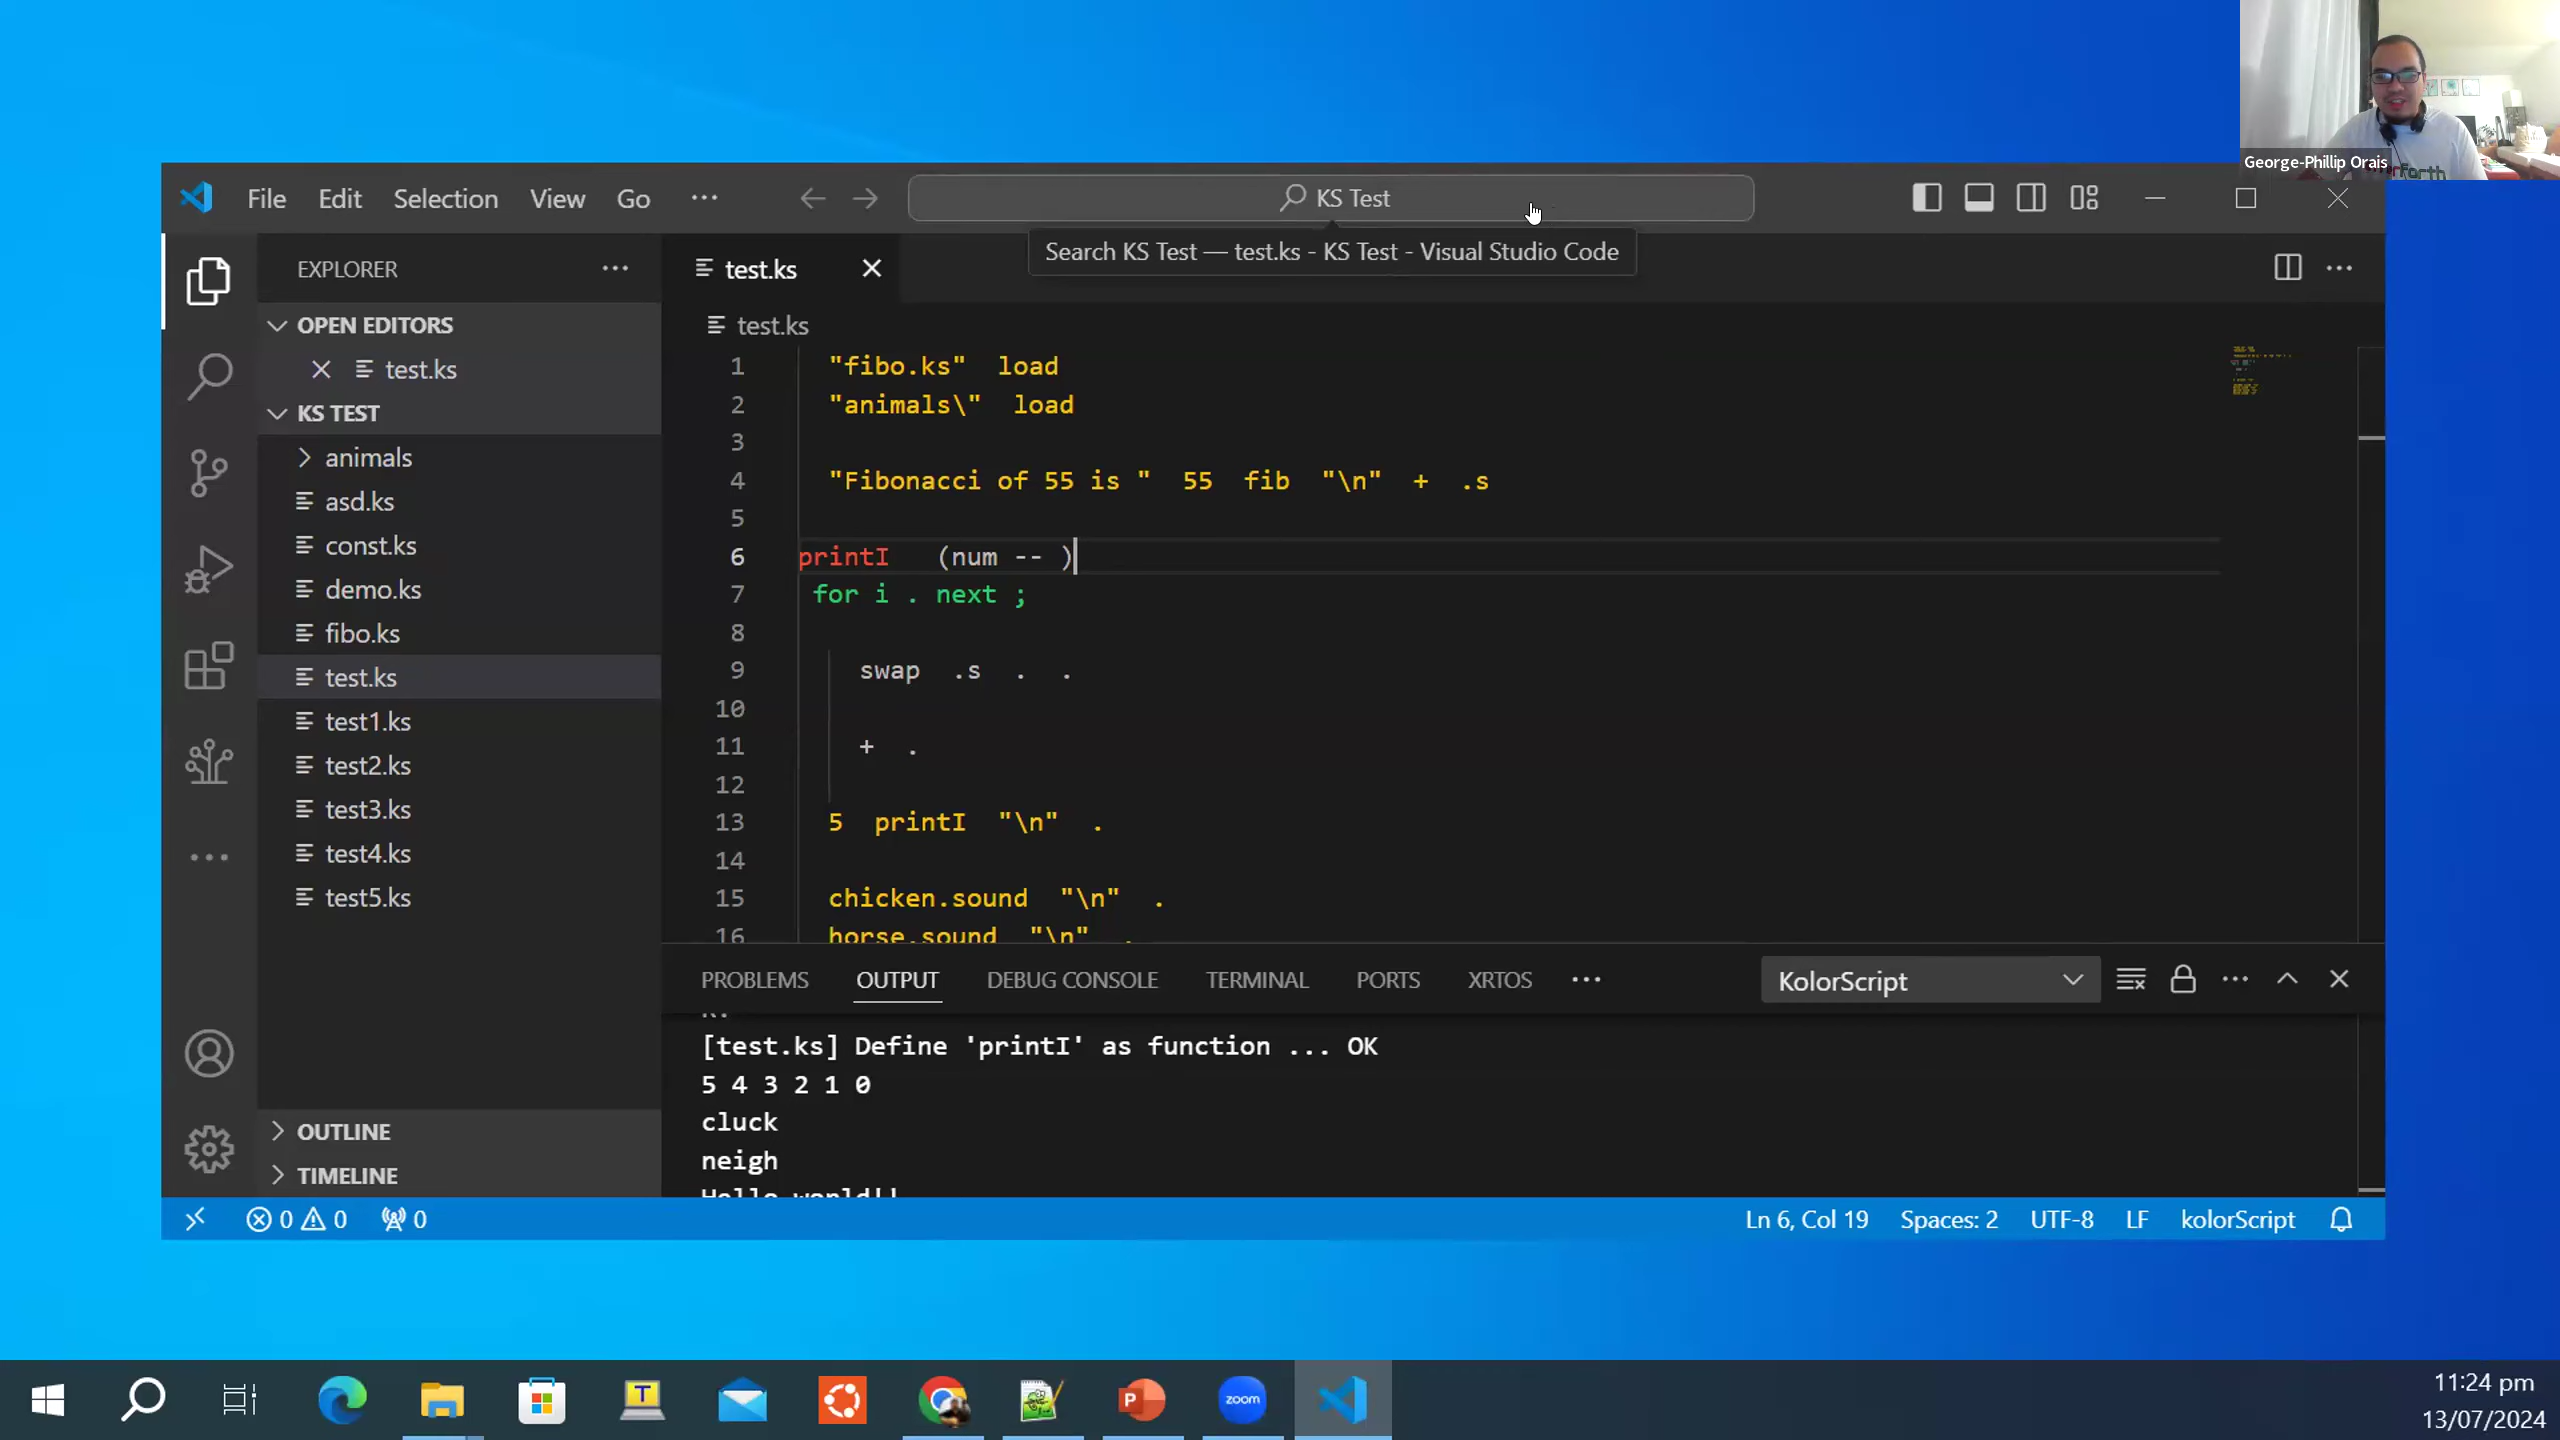 George-Phillip Orais
File Edit Selection View Go ···
KS Test
Search KS Test — test.ks - KS Test - Visual Studio Code
EXPLORER
OPEN EDITORS
test.ks
KS TEST
animals
asd.ks
const.ks
demo.ks
fibo.ks
test.ks
test1.ks
test2.ks
test3.ks
test4.ks
test5.ks
OUTLINE
TIMELINE
test.ks
test.ks
1 "fibo.ks" load
2 "animals\" load
3
4 "Fibonacci of 55 is " 55 fib "\n" + .s
5
6 printI (num -- )
7 for i . next ;
8
9 swap .s . .
10
11 + .
12
13 5 printI "\n" .
14
15 chicken.sound "\n" .
16 horse.sound "\n" .
PROBLEMS OUTPUT DEBUG CONSOLE TERMINAL PORTS XRTOS ···
KolorScript
[test.ks] Define 'printI' as function ... OK
5 4 3 2 1 0
cluck
neigh
Hello world!!
0 0 0
Ln 6, Col 19 Spaces: 2 UTF-8 LF kolorScript
T
P
zoom
11:24 pm
13/07/2024